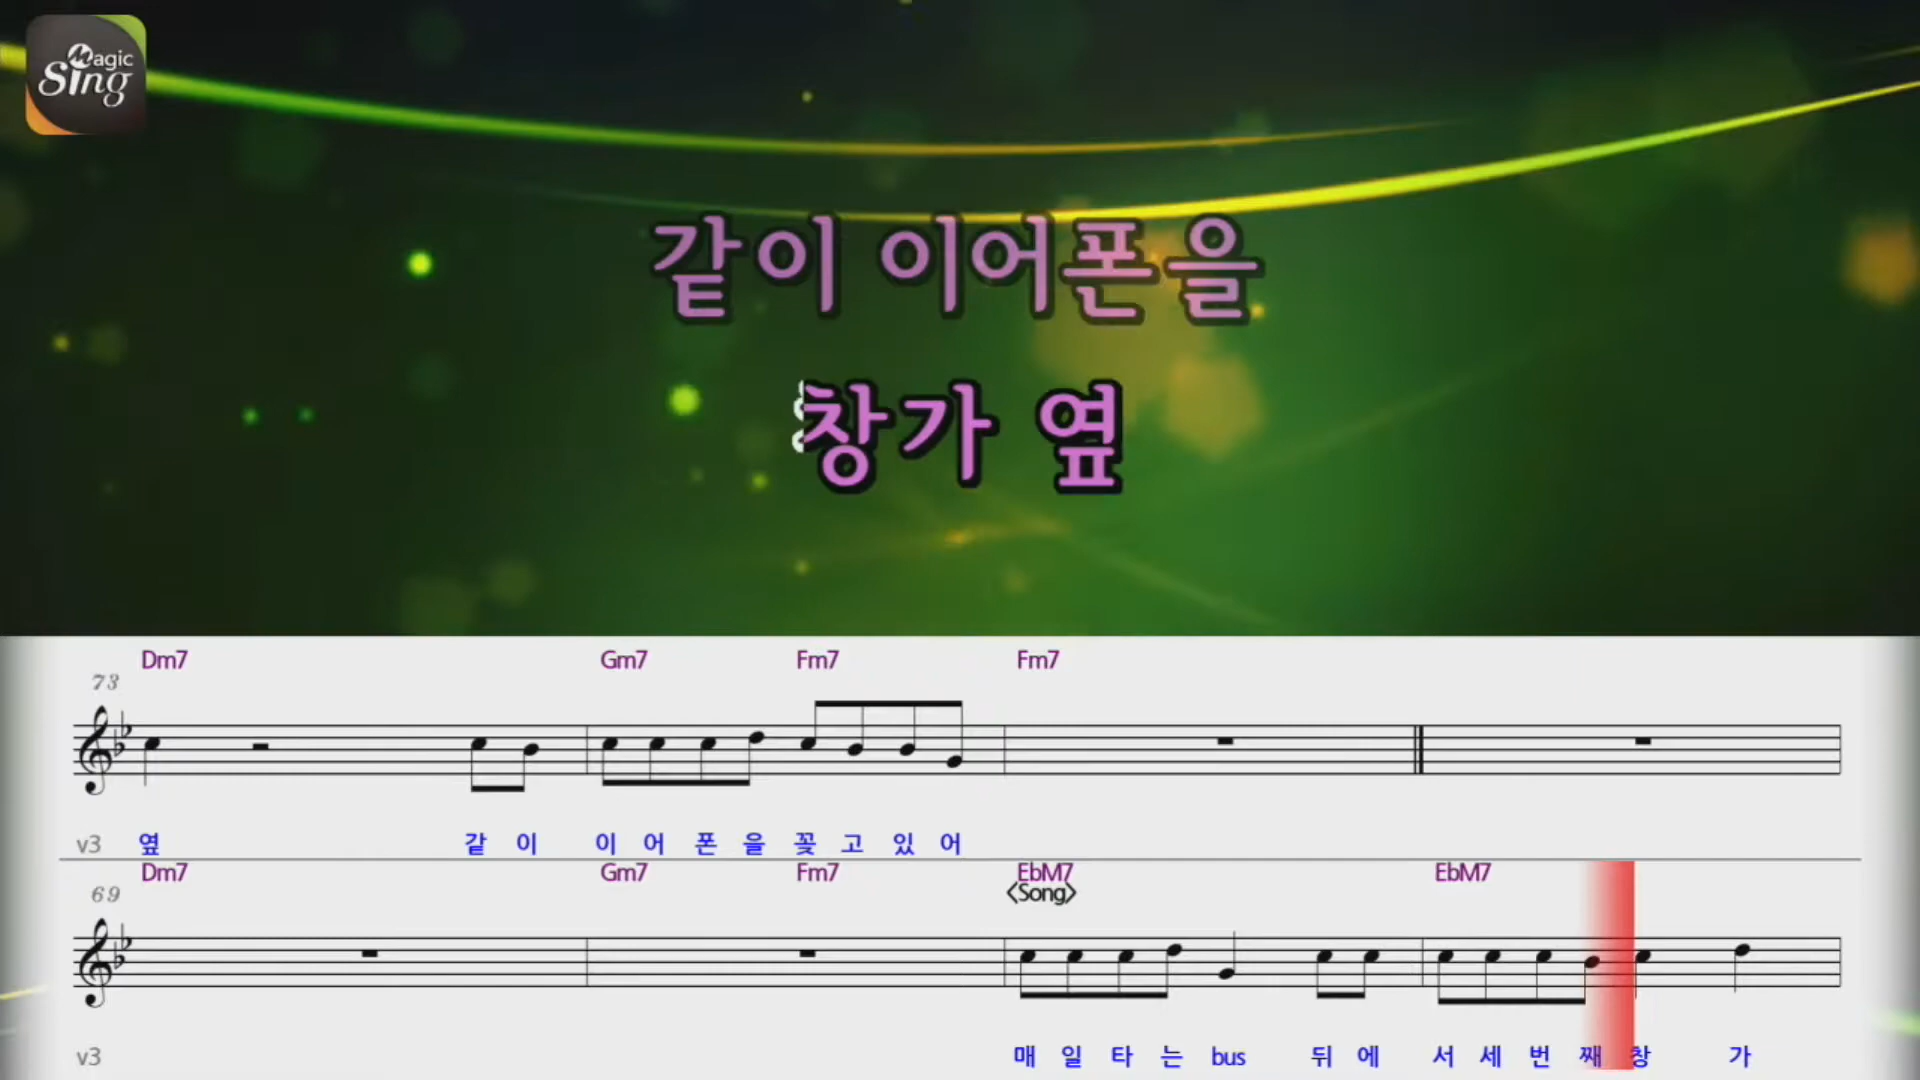 Magic
Sing
같이 이어폰을
창가 옆
Dm7 Gm7 Fm7 Fm7
73
v3 옆 같 이 이 어 폰 을 꽂 고 있 어
Dm7 Gm7 Fm7 EbM7 EbM7
69 <Song>
v3 매 일 타 는 bus 뒤 에 서 세 번 째 창 가